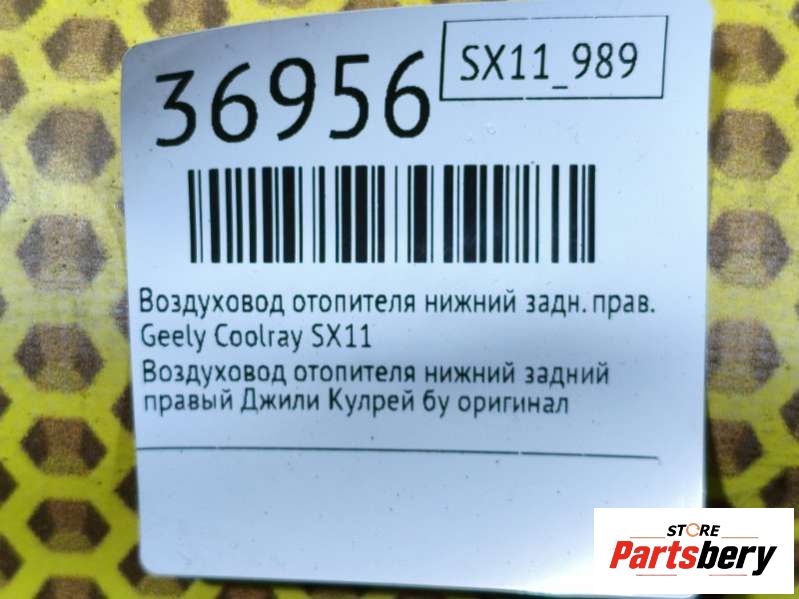 36956
SX11_989
Воздуховод отопителя нижний задн. прав.
Geely Coolray SX11
Воздуховод отопителя нижний задний
правый Джили Кулрей бу оригинал
STORE
Partsbery